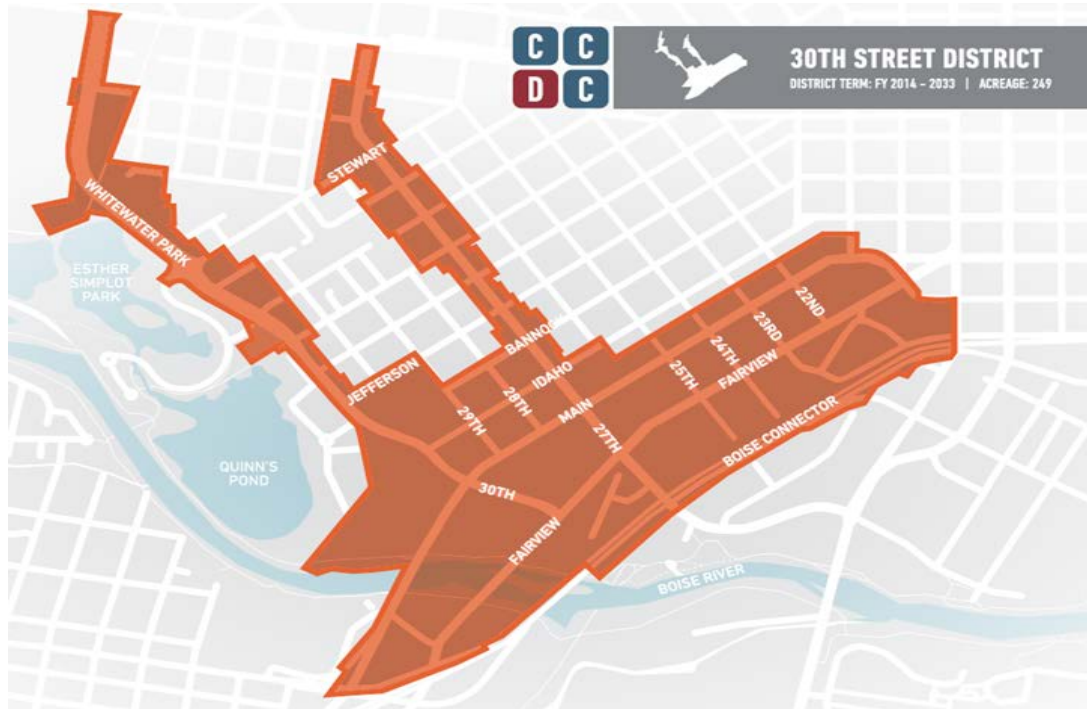 C C
D C
30TH STREET DISTRICT
DISTRICT TERM: FY 2014 – 2033 | ACREAGE: 249
STEWART
WHITEWATER PARK
ESTHER
SIMPLOT
PARK
22ND
23RD
24TH
25TH
FAIRVIEW
BANNO
IDAHO
JEFFERSON
28TH
29TH
MAIN
27TH
BOISE CONNECTOR
QUINN'S
POND
30TH
FAIRVIEW
BOISE RIVER